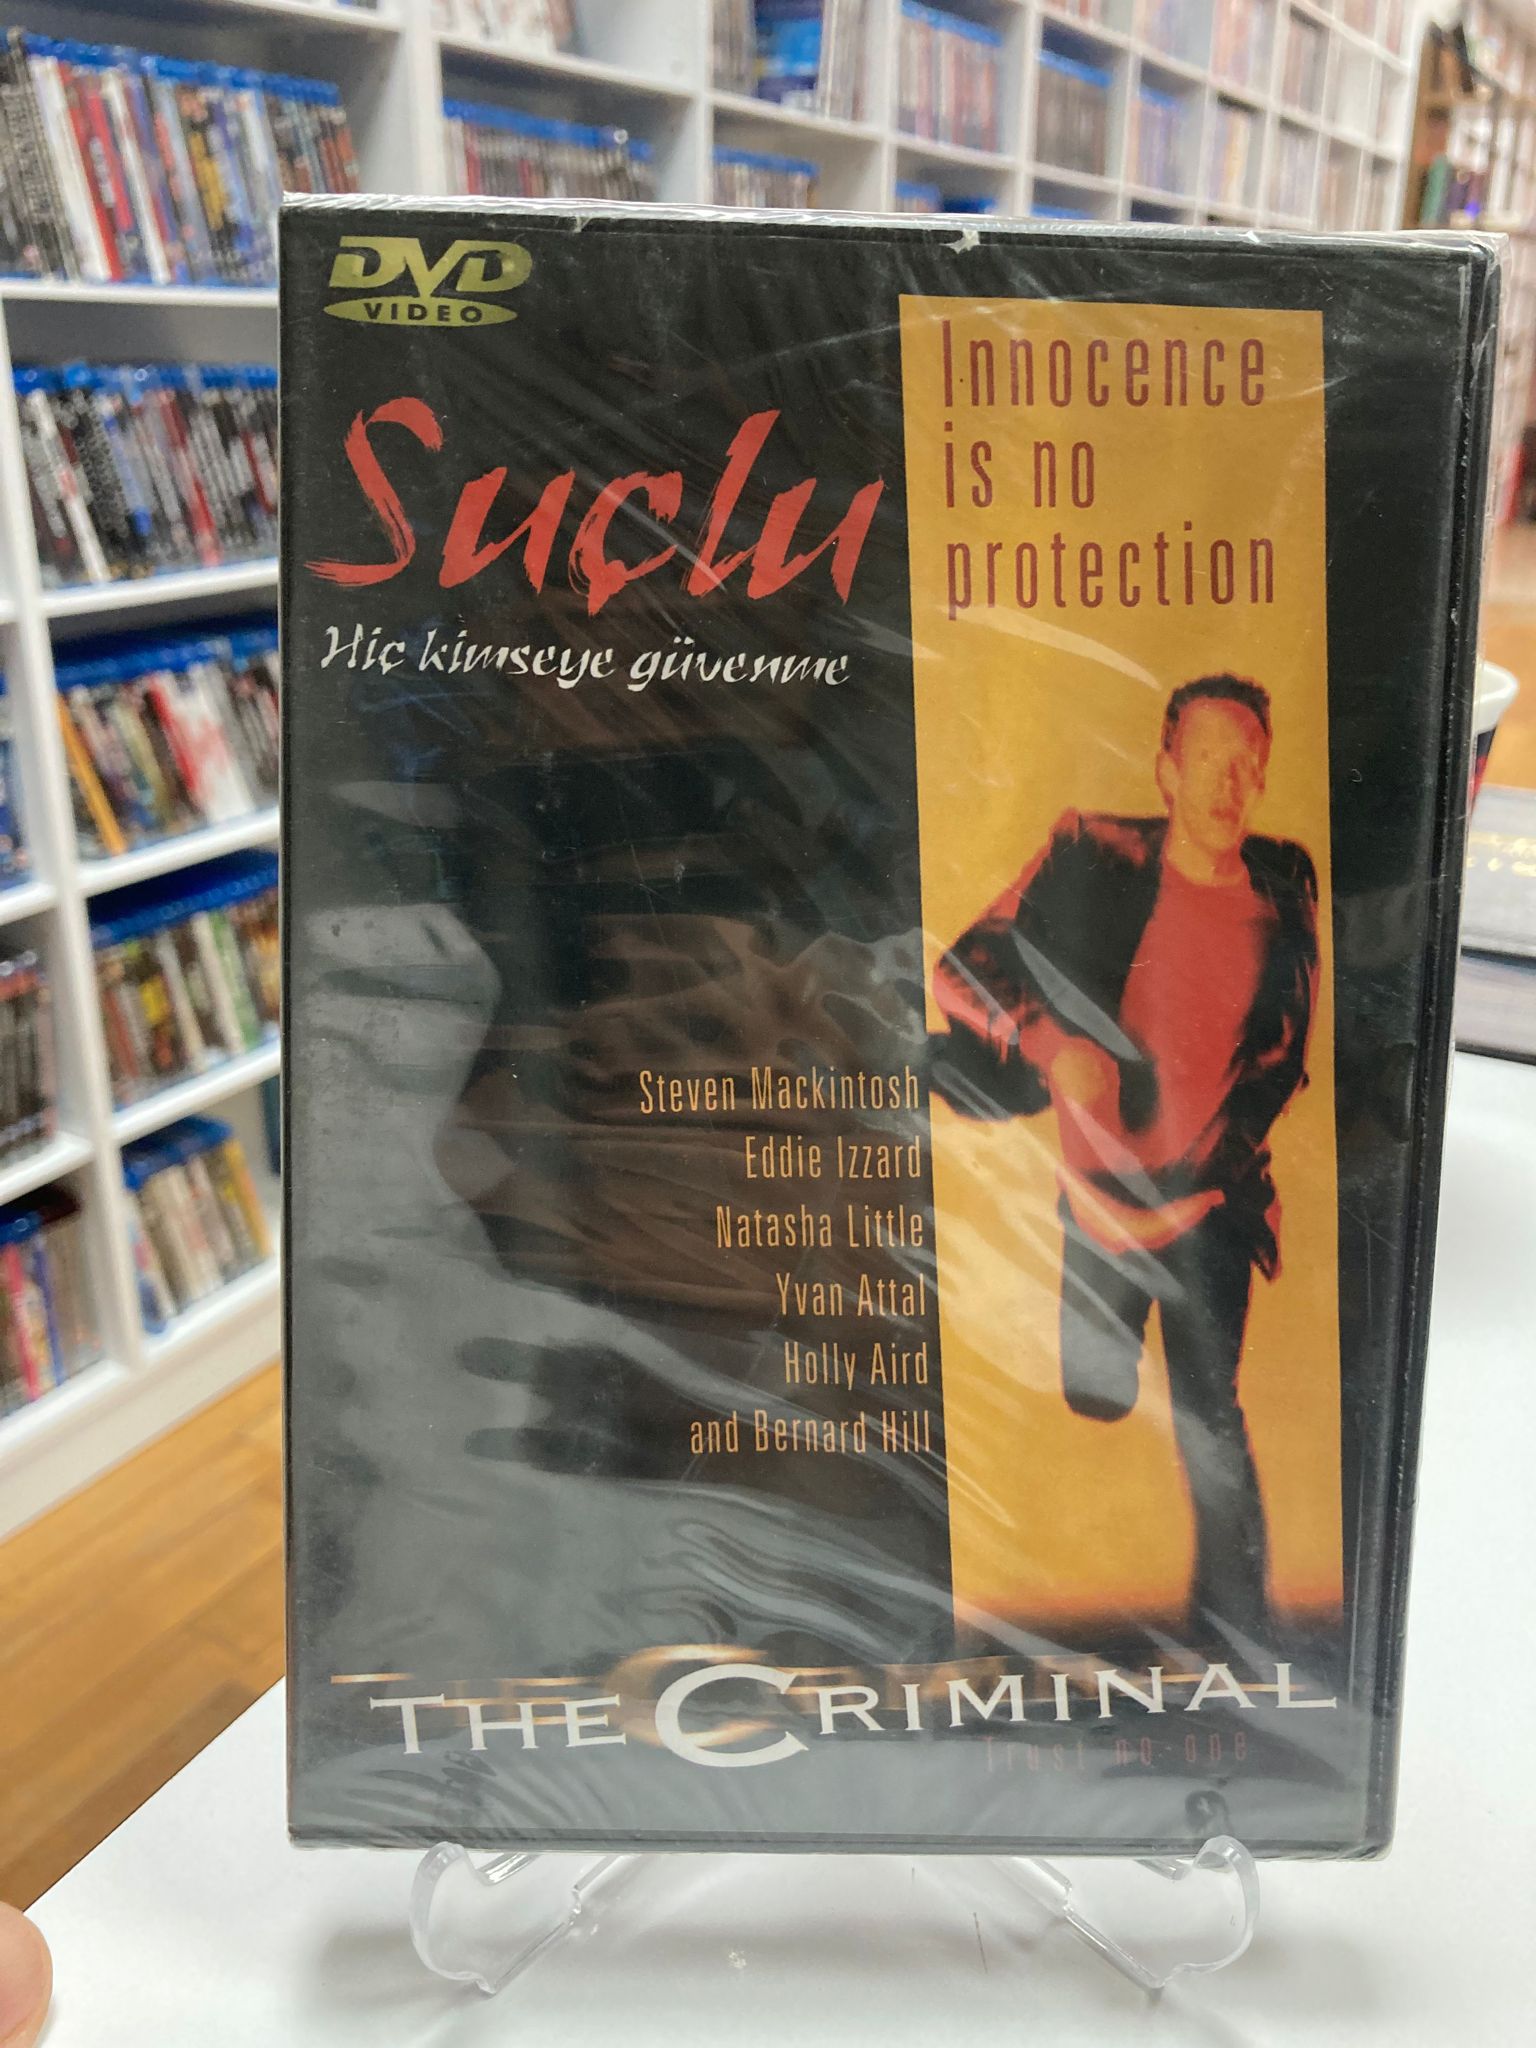 DVD
VIDEO
Suçlu
Hiç kimseye güvenme
Innocence
is no
protection
Steven Mackintosh
Eddie Izzard
Natasha Little
Yvan Attal
Holly Aird
and Bernard Hill
THE CRIMINAL
Trust no one